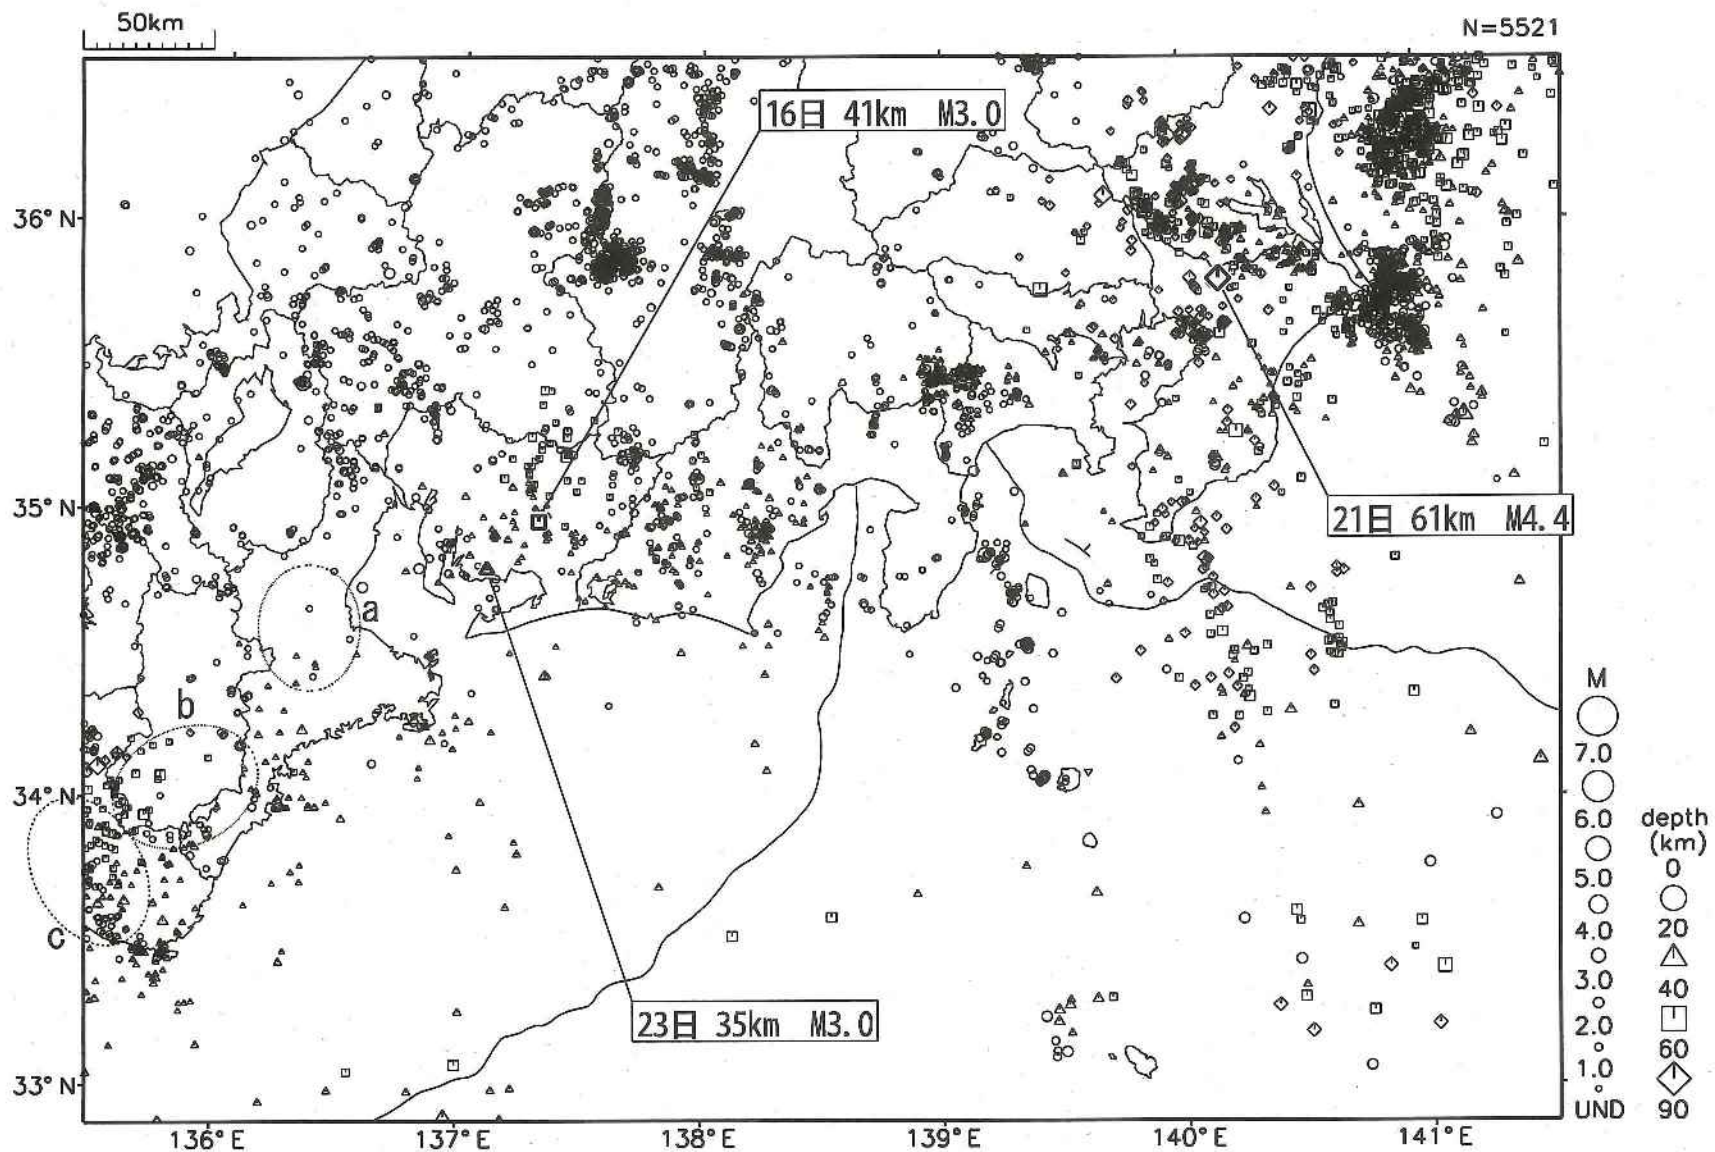 50km
N=5521
16日 41km M3.0
36°N
35°N
21日 61km M4.4
a
b
34°N
c
23日 35km M3.0
33°N
136°E
137°E
138°E
139°E
140°E
141°E
M
7.0
6.0
5.0
4.0
3.0
2.0
1.0
UND
depth
(km)
0
20
40
60
90